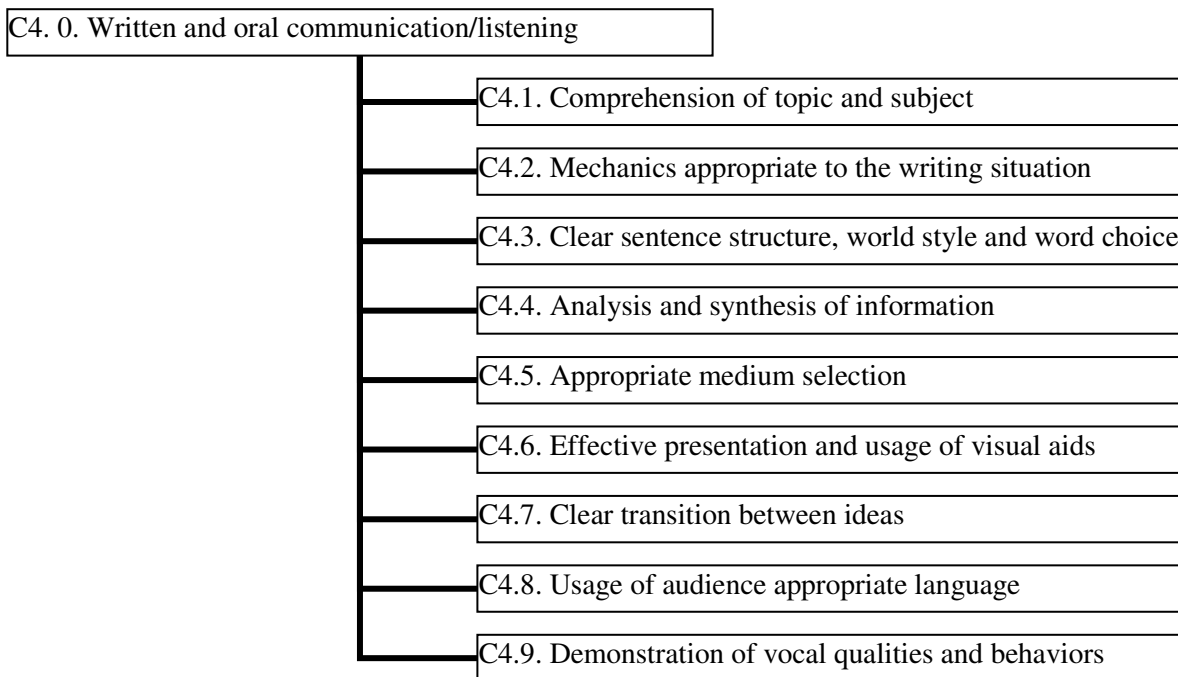 C4. 0. Written and oral communication/listening
C4.1. Comprehension of topic and subject
C4.2. Mechanics appropriate to the writing situation
C4.3. Clear sentence structure, world style and word choice
C4.4. Analysis and synthesis of information
C4.5. Appropriate medium selection
C4.6. Effective presentation and usage of visual aids
C4.7. Clear transition between ideas
C4.8. Usage of audience appropriate language
C4.9. Demonstration of vocal qualities and behaviors